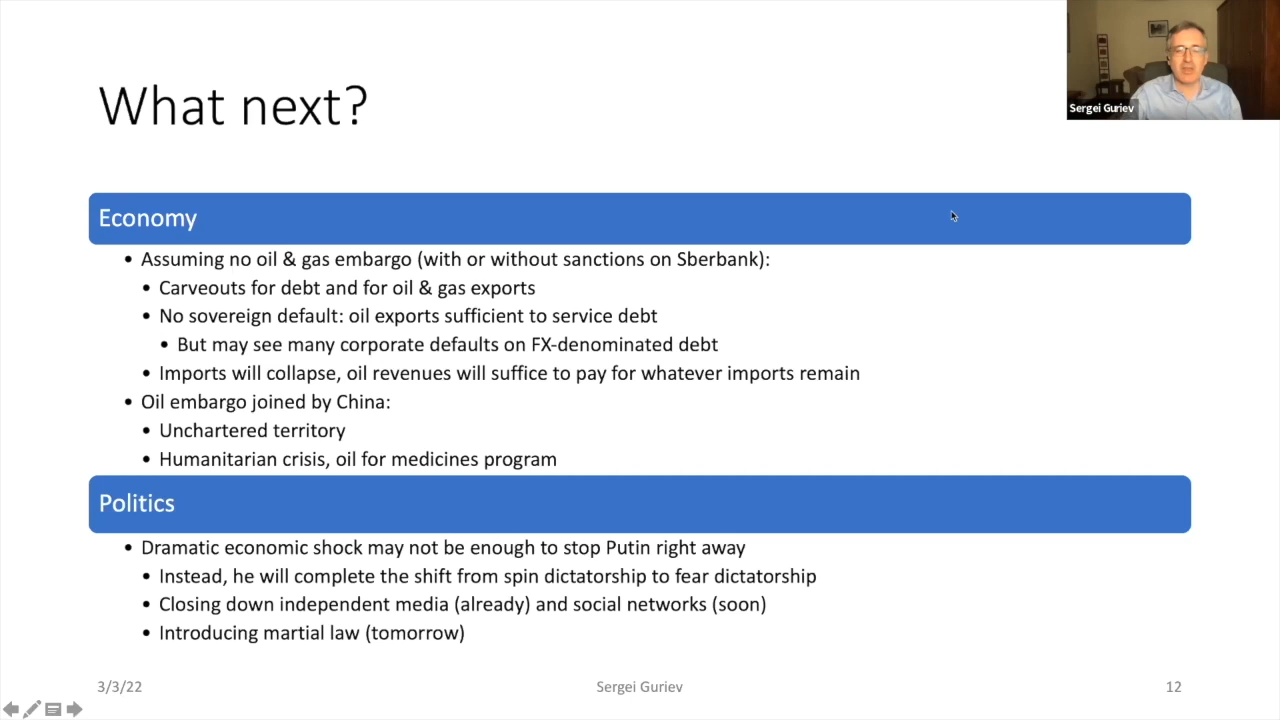 What next?
Sergei Guriev
Economy
• Assuming no oil & gas embargo (with or without sanctions on Sberbank):
• Carveouts for debt and for oil & gas exports
• No sovereign default: oil exports sufficient to service debt
• But may see many corporate defaults on FX-denominated debt
• Imports will collapse, oil revenues will suffice to pay for whatever imports remain
• Oil embargo joined by China:
• Unchartered territory
• Humanitarian crisis, oil for medicines program
Politics
• Dramatic economic shock may not be enough to stop Putin right away
• Instead, he will complete the shift from spin dictatorship to fear dictatorship
• Closing down independent media (already) and social networks (soon)
• Introducing martial law (tomorrow)
3/3/22
Sergei Guriev
12